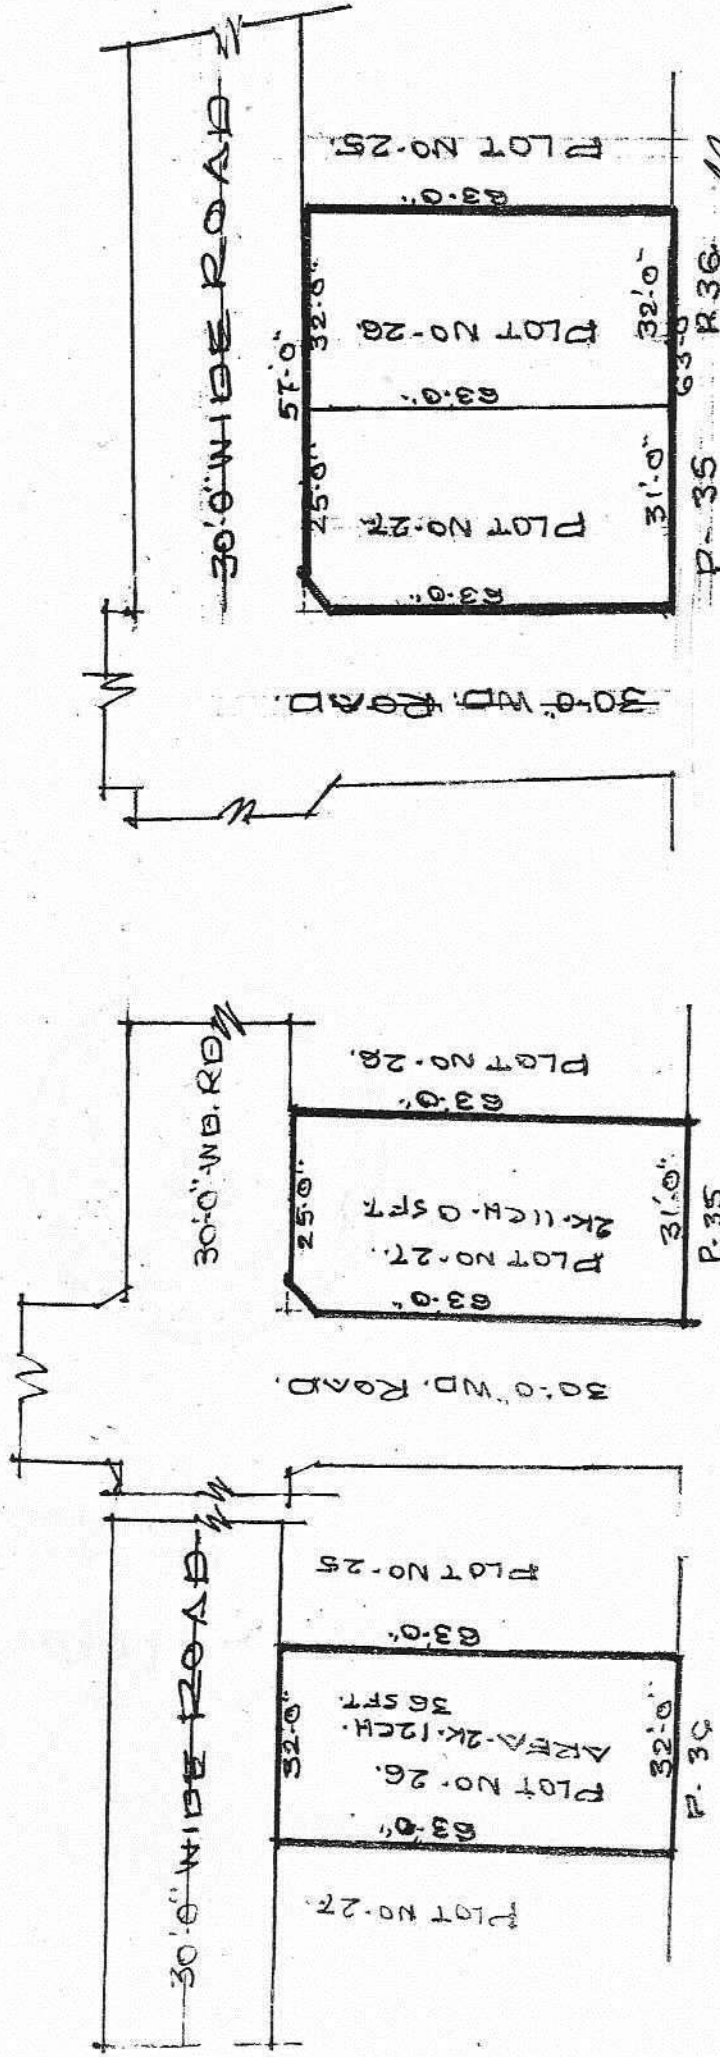 30'-0" WIDE ROAD
PLOT NO-25.
63'-0"
57'-0"
32'-0"
PLOT NO-26.
32'-0"
63'-0"
63'-0"
25'-0"
PLOT NO-27.
31'-0"
63'-0"
P-35
P.36
30'-0" WD. ROAD.
30'-0" WD. RD
PLOT NO-26.
63'-0"
25'-0"
PLOT NO-27.
2K-11CH-0 SFT
31'-0"
63'-0"
P.35
30'-0" WD. ROAD.
30'-0" WIDE ROAD
PLOT NO-25
63'-0"
32'-0"
PLOT NO-26.
AREA-2K-12CH.
36 SFT.
32'-0"
63'-0"
P-36
PLOT NO-27.